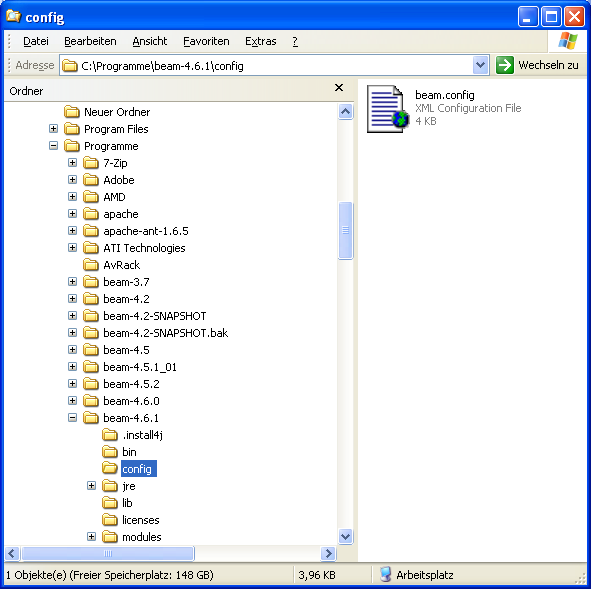 config
Datei Bearbeiten Ansicht Favoriten Extras ?
Adresse C:\Programme\beam-4.6.1\config Wechseln zu
Ordner
Neuer Ordner
Program Files
Programme
7-Zip
Adobe
AMD
apache
apache-ant-1.6.5
ATI Technologies
AvRack
beam-3.7
beam-4.2
beam-4.2-SNAPSHOT
beam-4.2-SNAPSHOT.bak
beam-4.5
beam-4.5.1_01
beam-4.5.2
beam-4.6.0
beam-4.6.1
.install4j
bin
config
jre
lib
licenses
modules
beam.config
XML Configuration File
4 KB
1 Objekte(e) (Freier Speicherplatz: 148 GB) 3,96 KB Arbeitsplatz